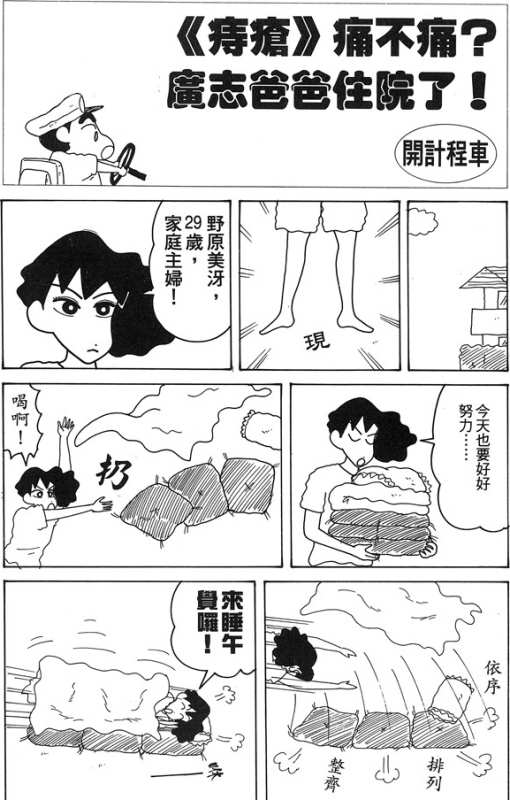 《痔瘡》痛不痛？
廣志爸爸住院了！
開計程車
現
野原美伢，
29歲，
家庭主婦！
今天也要好好
努力……
喝啊！
扔
依序
排列
整齊
來睡午
覺囉！